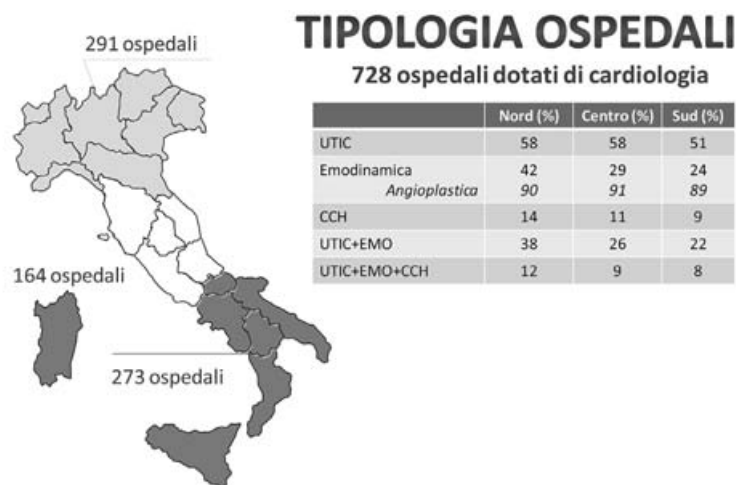 TIPOLOGIA OSPEDALI
728 ospedali dotati di cardiologia
291 ospedali
164 ospedali
273 ospedali
Nord (%) Centro (%) Sud (%)
UTIC 58 58 51
Emodinamica 42 29 24
Angioplastica 90 91 89
CCH 14 11 9
UTIC+EMO 38 26 22
UTIC+EMO+CCH 12 9 8